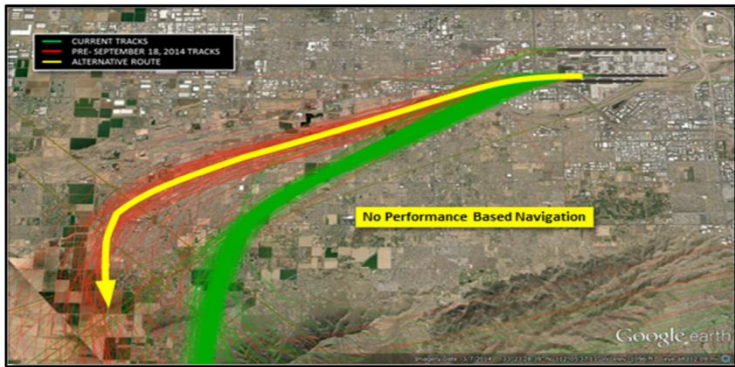 CURRENT TRACKS
PRE- SEPTEMBER 18, 2014 TRACKS
ALTERNATIVE ROUTE
No Performance Based Navigation
Google earth